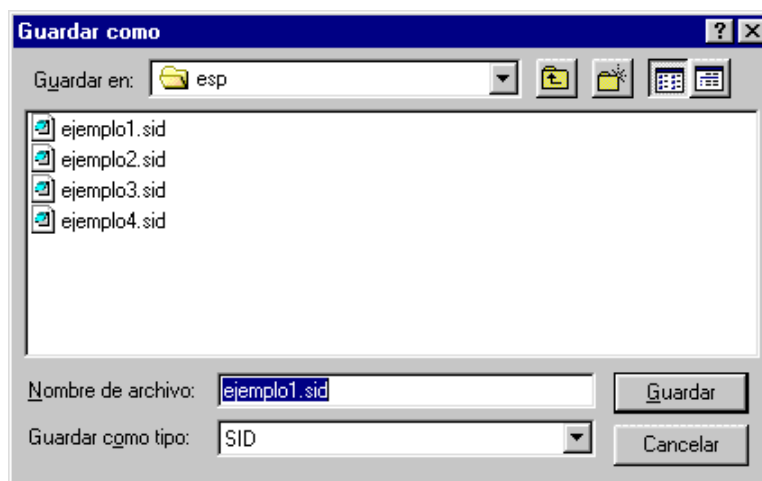 Guardar como
Guardar en: esp
ejemplo1.sid
ejemplo2.sid
ejemplo3.sid
ejemplo4.sid
Nombre de archivo: ejemplo1.sid Guardar
Guardar como tipo: SID Cancelar